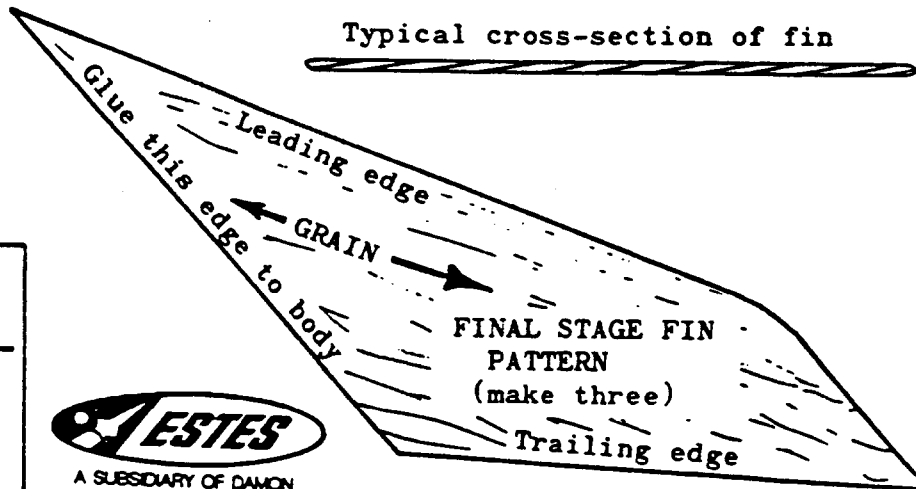 Typical cross-section of fin
Glue this edge to body
Leading edge
GRAIN
FINAL STAGE FIN
PATTERN
(make three)
Trailing edge
ESTES
A SUBSIDIARY OF DAMON